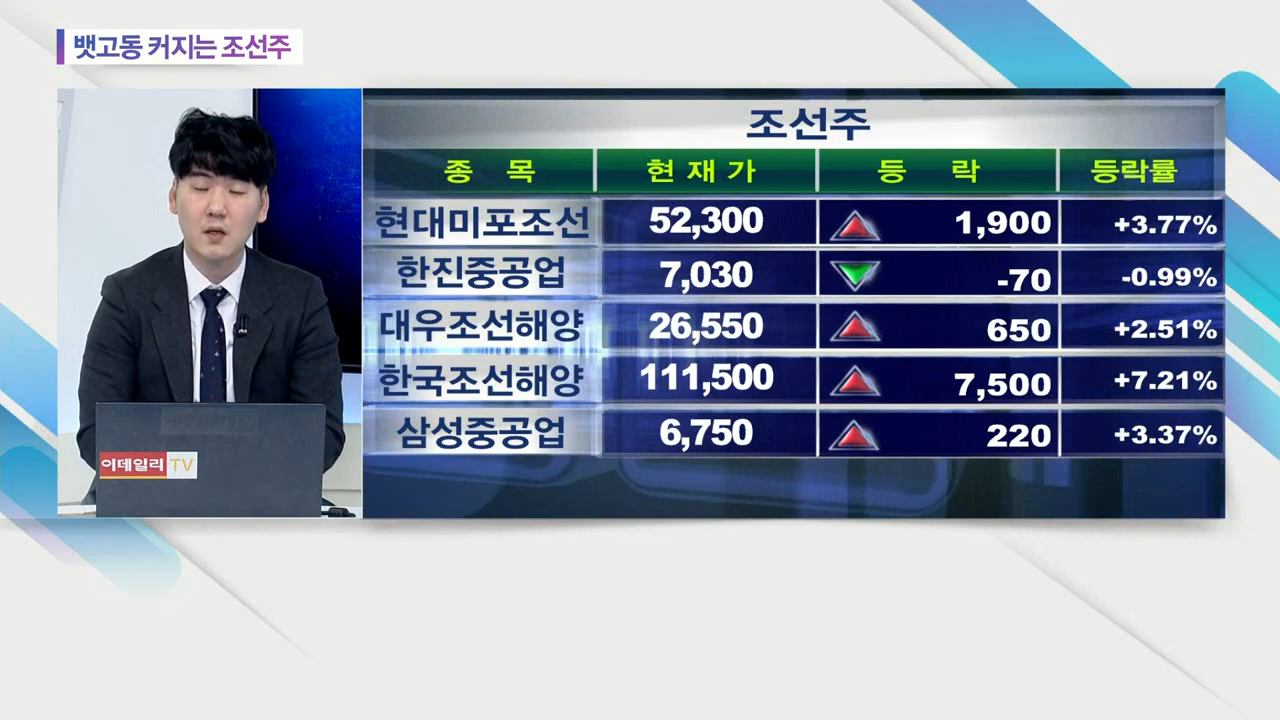 뱃고동 커지는 조선주
조선주
종 목 현 재 가 등 락 등락률
현대미포조선 52,300 1,900 +3.77%
한진중공업 7,030 -70 -0.99%
대우조선해양 26,550 650 +2.51%
한국조선해양 111,500 7,500 +7.21%
삼성중공업 6,750 220 +3.37%
이데일리 TV